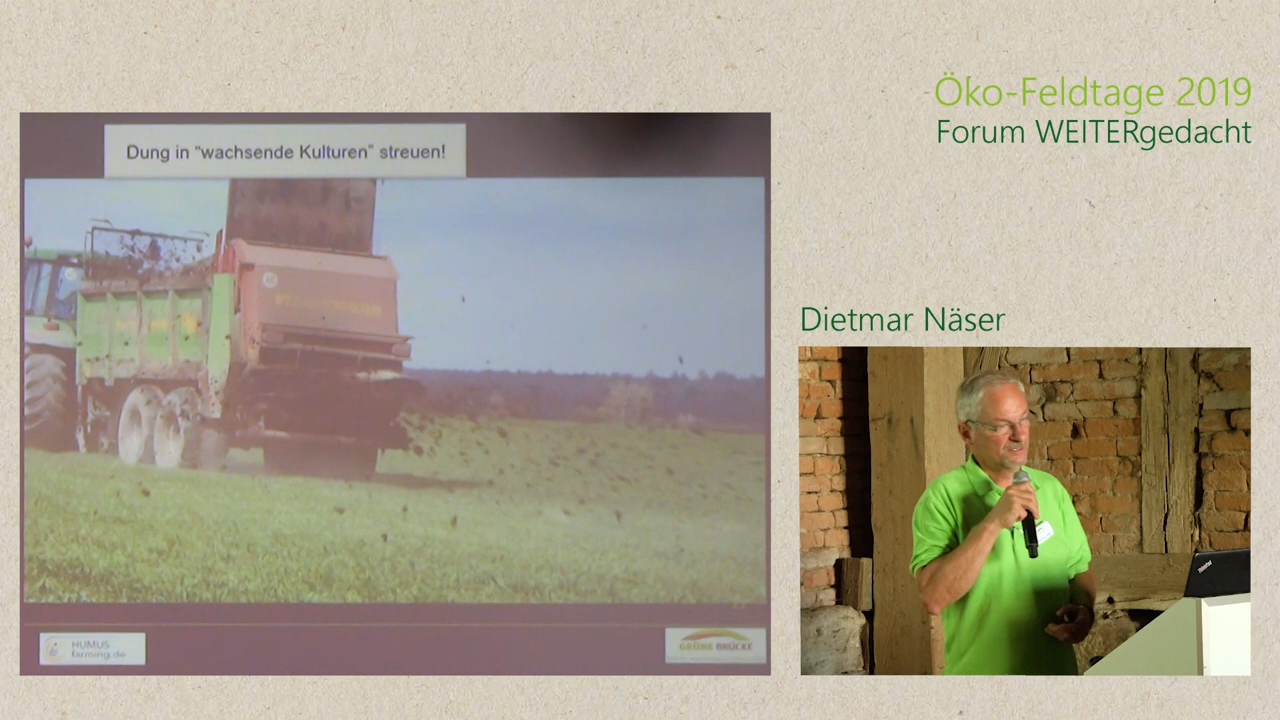 Öko-Feldtage 2019
Forum WEITERgedacht
Dung in "wachsende Kulturen" streuen!
Dietmar Näser
HUMUS
farming.de
GRÜNE BRÜCKE